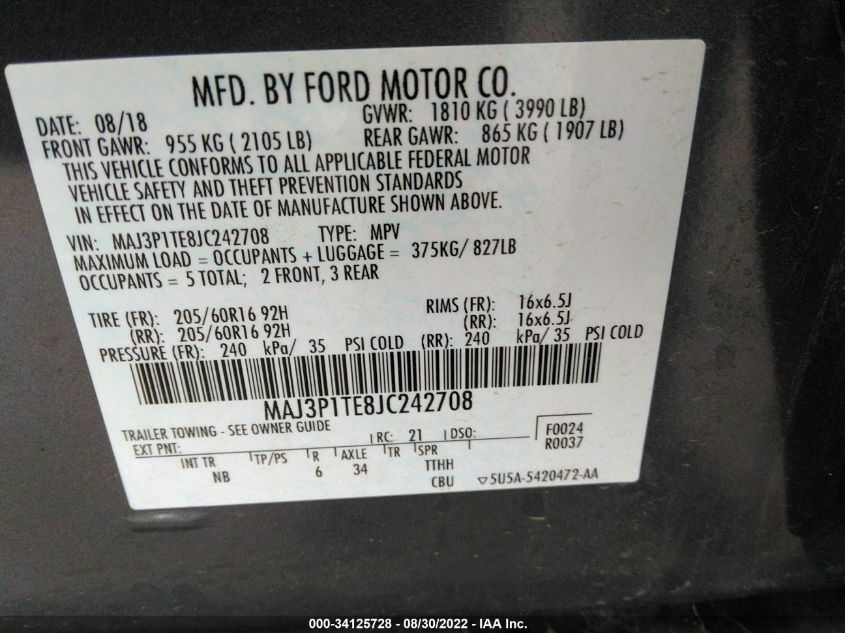 MFD. BY FORD MOTOR CO.
DATE: 08/18 GVWR: 1810 KG ( 3990 LB)
FRONT GAWR: 955 KG ( 2105 LB) REAR GAWR: 865 KG ( 1907 LB)
THIS VEHICLE CONFORMS TO ALL APPLICABLE FEDERAL MOTOR
VEHICLE SAFETY AND THEFT PREVENTION STANDARDS
IN EFFECT ON THE DATE OF MANUFACTURE SHOWN ABOVE.
VIN: MAJ3P1TE8JC242708 TYPE: MPV
MAXIMUM LOAD = OCCUPANTS + LUGGAGE = 375KG/ 827LB
OCCUPANTS = 5 TOTAL; 2 FRONT, 3 REAR
TIRE (FR): 205/60R16 92H RIMS (FR): 16x6.5J
(RR): 205/60R16 92H (RR): 16x6.5J
PRESSURE (FR): 240 kPa/ 35 PSI COLD (RR): 240 kPa/ 35 PSI COLD
MAJ3P1TE8JC242708
TRAILER TOWING - SEE OWNER GUIDE
EXT PNT: RC: 21 DSO: F0024
R0037
INT TR TP/PS R AXLE TR SPR
NB 6 34 TTHH
CBU ▽5U5A-5420472-AA
000-34125728 - 08/30/2022 - IAA Inc.